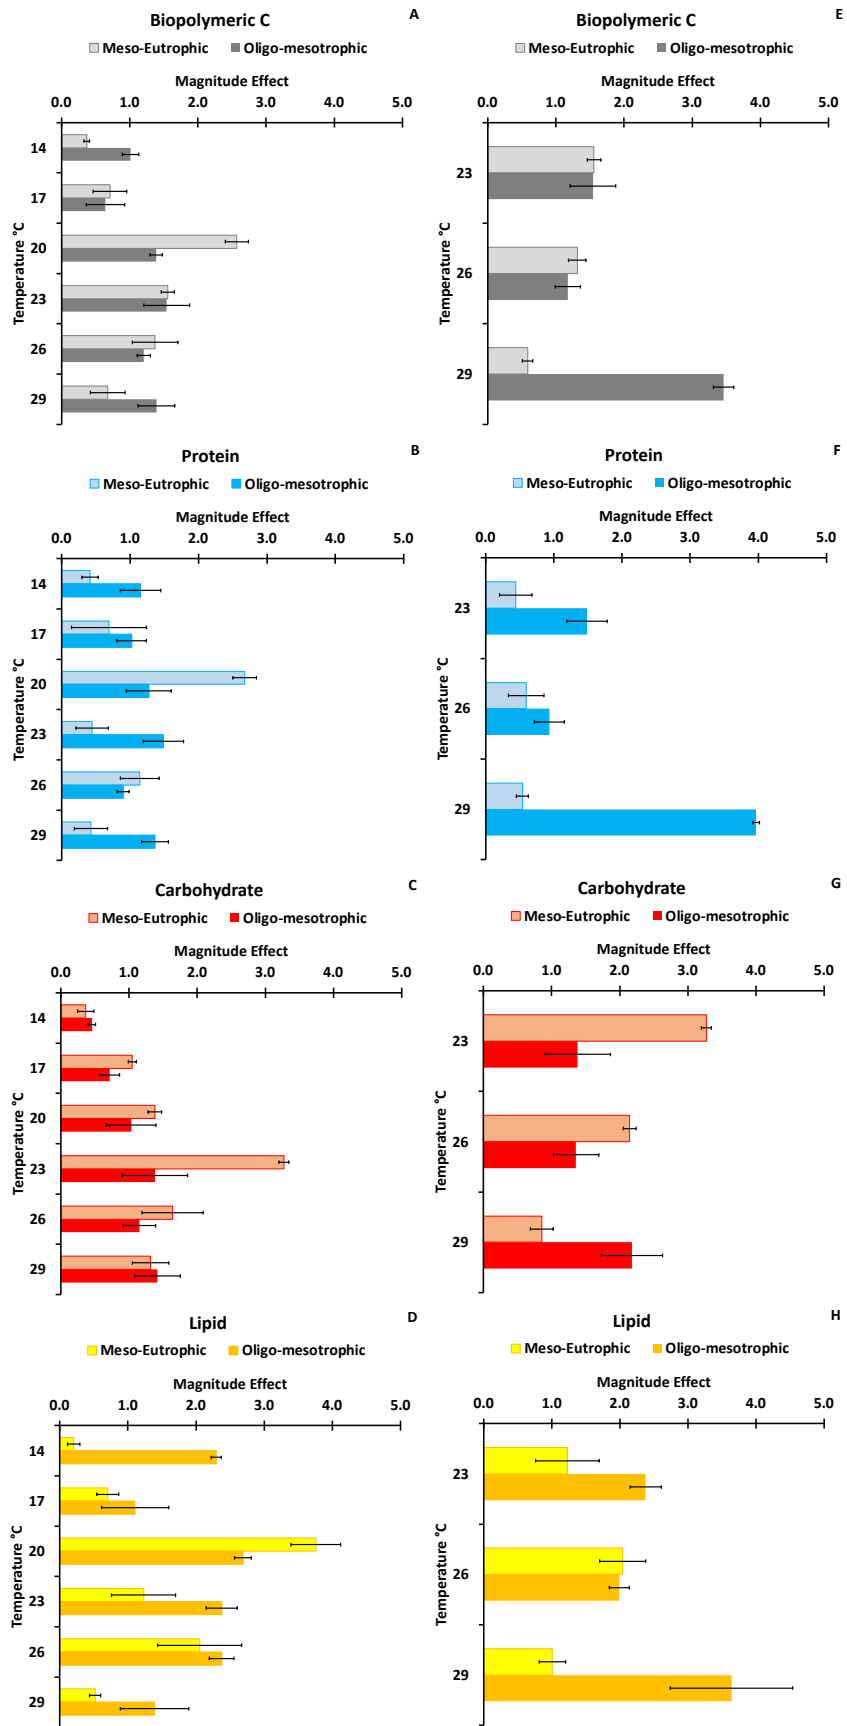 Biopolymeric C
A
Meso-Eutrophic Oligo-mesotrophic
Magnitude Effect
0.0 1.0 2.0 3.0 4.0 5.0
Temperature °C
14
17
20
23
26
29
Protein
B
Meso-Eutrophic Oligo-mesotrophic
Magnitude Effect
0.0 1.0 2.0 3.0 4.0 5.0
Temperature °C
14
17
20
23
26
29
Carbohydrate
C
Meso-Eutrophic Oligo-mesotrophic
Magnitude Effect
0.0 1.0 2.0 3.0 4.0 5.0
Temperature °C
14
17
20
23
26
29
Lipid
D
Meso-Eutrophic Oligo-mesotrophic
Magnitude Effect
0.0 1.0 2.0 3.0 4.0 5.0
Temperature °C
14
17
20
23
26
29
Biopolymeric C
E
Meso-Eutrophic Oligo-mesotrophic
Magnitude Effect
0.0 1.0 2.0 3.0 4.0 5.0
Temperature °C
23
26
29
Protein
F
Meso-Eutrophic Oligo-mesotrophic
Magnitude Effect
0.0 1.0 2.0 3.0 4.0 5.0
Temperature °C
23
26
29
Carbohydrate
G
Meso-Eutrophic Oligo-mesotrophic
Magnitude Effect
0.0 1.0 2.0 3.0 4.0 5.0
Temperature °C
23
26
29
Lipid
H
Meso-Eutrophic Oligo-mesotrophic
Magnitude Effect
0.0 1.0 2.0 3.0 4.0 5.0
Temperature °C
23
26
29